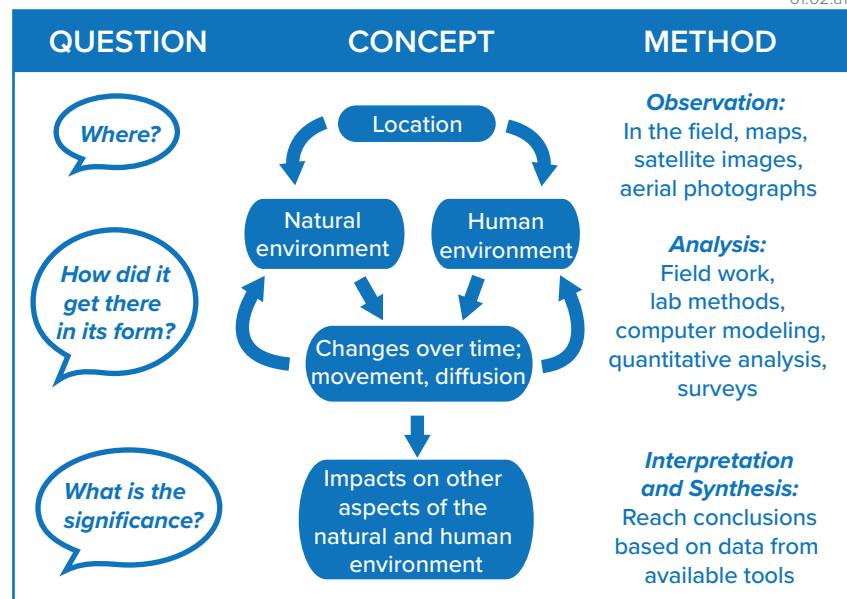 QUESTION
CONCEPT
METHOD
Where?
Location
Observation:
In the field, maps,
satellite images,
aerial photographs
How did it
get there
in its form?
Natural
environment
Human
environment
Changes over time;
movement, diffusion
Analysis:
Field work,
lab methods,
computer modeling,
quantitative analysis,
surveys
What is the
significance?
Impacts on other
aspects of the
natural and human
environment
Interpretation
and Synthesis:
Reach conclusions
based on data from
available tools